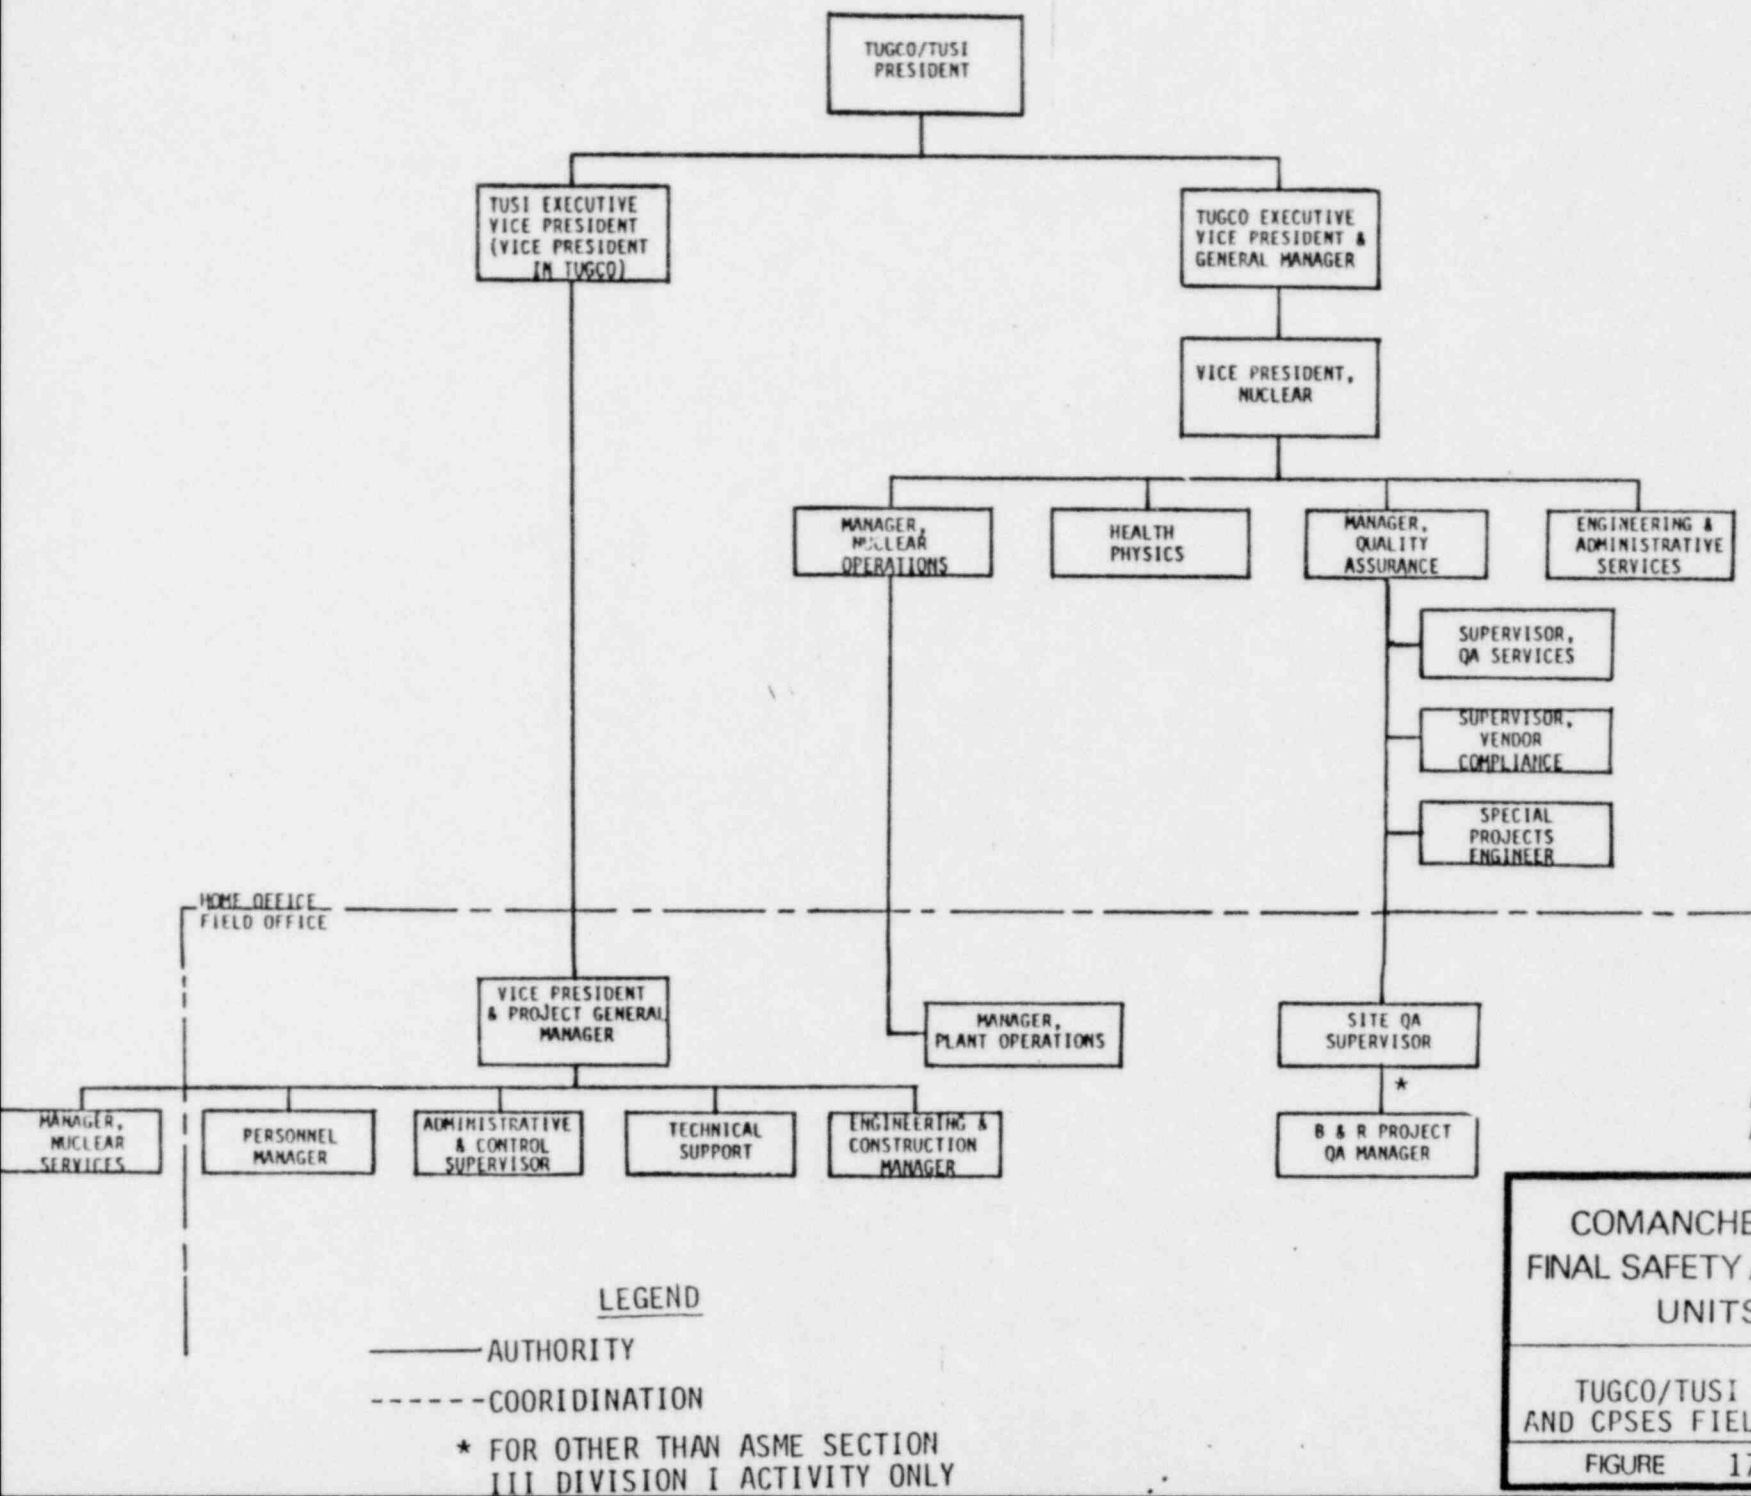 TUGCO/TUSI
PRESIDENT
TUSI EXECUTIVE
VICE PRESIDENT
(VICE PRESIDENT
IN TUGCO)
TUGCO EXECUTIVE
VICE PRESIDENT &
GENERAL MANAGER
VICE PRESIDENT,
NUCLEAR
MANAGER,
NUCLEAR
OPERATIONS
HEALTH
PHYSICS
MANAGER,
QUALITY
ASSURANCE
ENGINEERING &
ADMINISTRATIVE
SERVICES
SUPERVISOR,
QA SERVICES
SUPERVISOR,
VENDOR
COMPLIANCE
SPECIAL
PROJECTS
ENGINEER
HOME OFFICE
FIELD OFFICE
VICE PRESIDENT
& PROJECT GENERAL
MANAGER
MANAGER,
PLANT OPERATIONS
SITE QA
SUPERVISOR
*
MANAGER,
NUCLEAR
SERVICES
PERSONNEL
MANAGER
ADMINISTRATIVE
& CONTROL
SUPERVISOR
TECHNICAL
SUPPORT
ENGINEERING &
CONSTRUCTION
MANAGER
B & R PROJECT
QA MANAGER
LEGEND
AUTHORITY
COORIDINATION
* FOR OTHER THAN ASME SECTION
III DIVISION I ACTIVITY ONLY
COMANCHE
FINAL SAFETY
UNITS
TUGCO/TUSI
AND CPSES FIEL
FIGURE 17